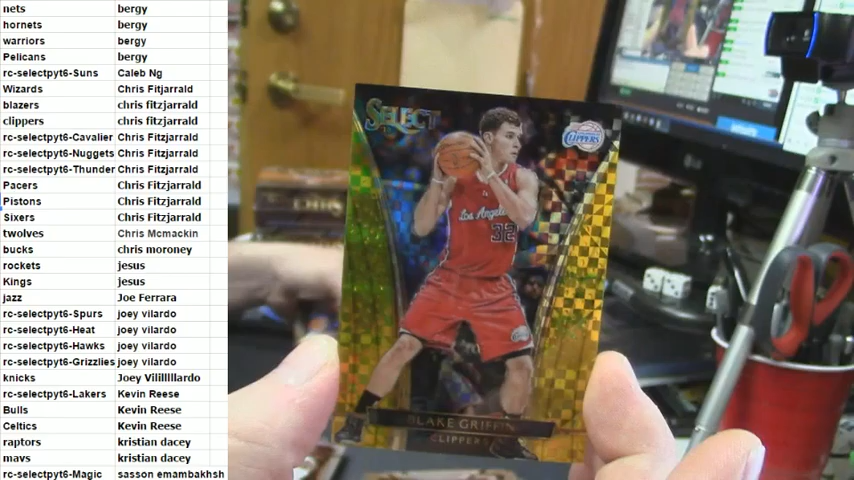 nets bergy
hornets bergy
warriors bergy
Pelicans bergy
rc-selectpyt6-Suns Caleb Ng
Wizards Chris Fitjarrald
blazers chris fitzjarrald
clippers chris fitzjarrald
rc-selectpyt6-Cavalier Chris Fitzjarrald
rc-selectpyt6-Nuggets Chris Fitzjarrald
rc-selectpyt6-Thunder Chris Fitzjarrald
Pacers Chris Fitzjarrald
Pistons Chris Fitzjarrald
Sixers Chris Fitzjarrald
twolves Chris Mcmackin
bucks chris moroney
rockets jesus
Kings jesus
jazz Joe Ferrara
rc-selectpyt6-Spurs joey vilardo
rc-selectpyt6-Heat joey vilardo
rc-selectpyt6-Hawks joey vilardo
rc-selectpyt6-Grizzlies joey vilardo
knicks Joey Vilillllardo
rc-selectpyt6-Lakers Kevin Reese
Bulls Kevin Reese
Celtics Kevin Reese
raptors kristian dacey
mavs kristian dacey
rc-selectpyt6-Magic sasson emambakhsh
SELECT
CLIPPERS
Los Angeles
32
BLAKE GRIFFIN
CLIPPERS